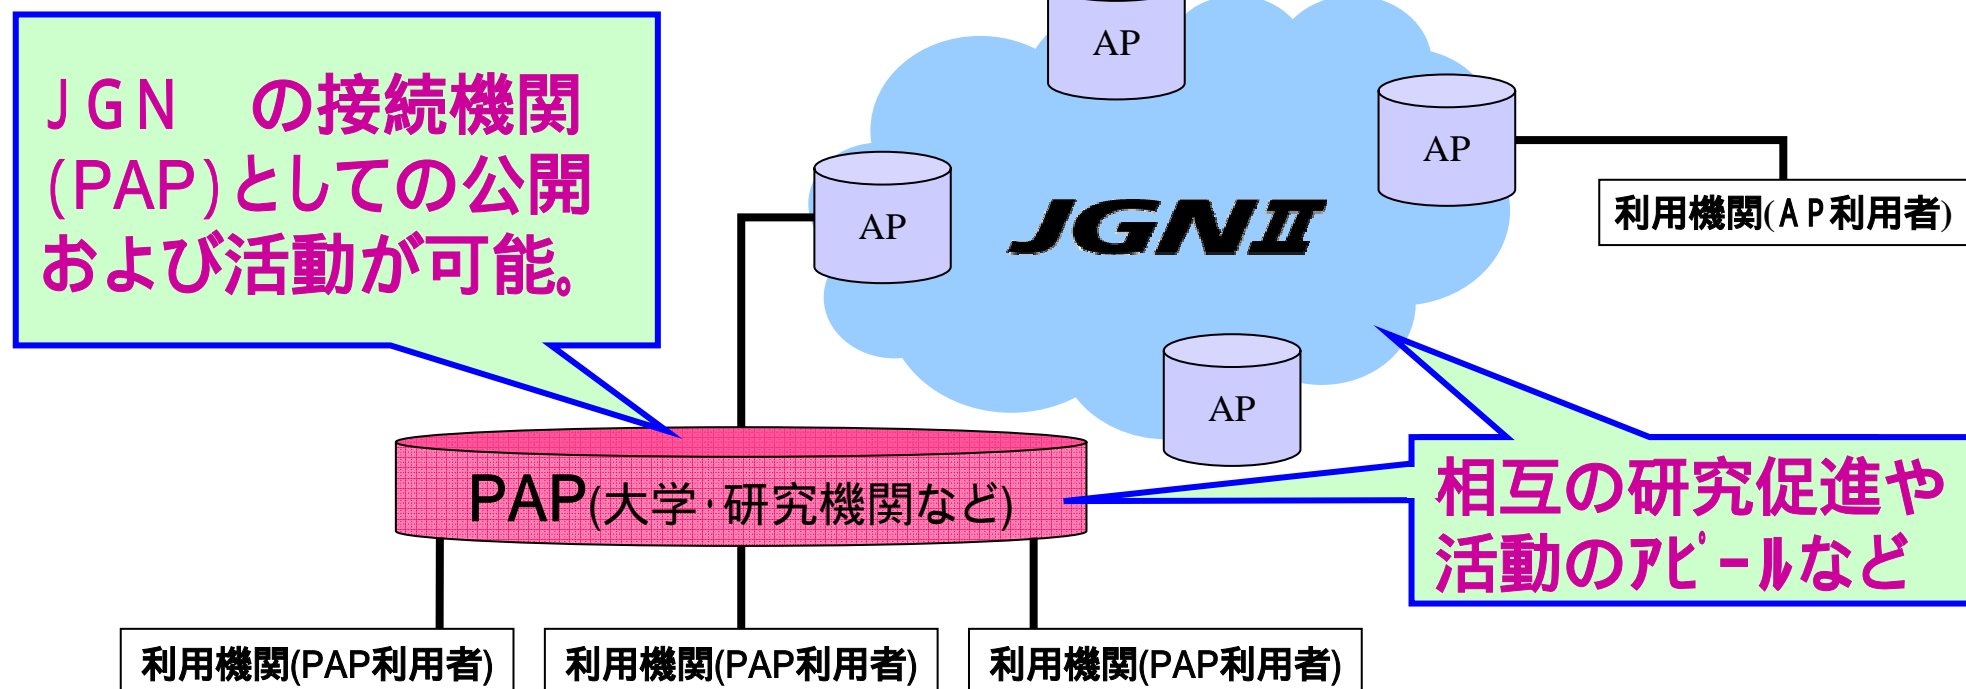 AP
JGN　の接続機関
(PAP)としての公開
および活動が可能。
AP
AP
JGNII
利用機関(AP利用者)
AP
PAP(大学・研究機関など)
相互の研究促進や
活動のｱﾋﾟｰﾙなど
利用機関(PAP利用者)
利用機関(PAP利用者)
利用機関(PAP利用者)